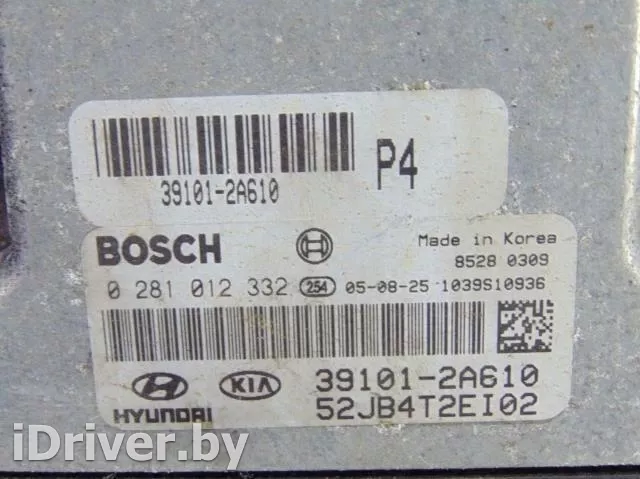 P4
39101-2A610
BOSCH
Made in Korea
8528 0309
0 281 012 332 254 05-08-25 1039S10936
HYUNDAI KIA 39101-2A610
52JB4T2EI02
iDriver.by